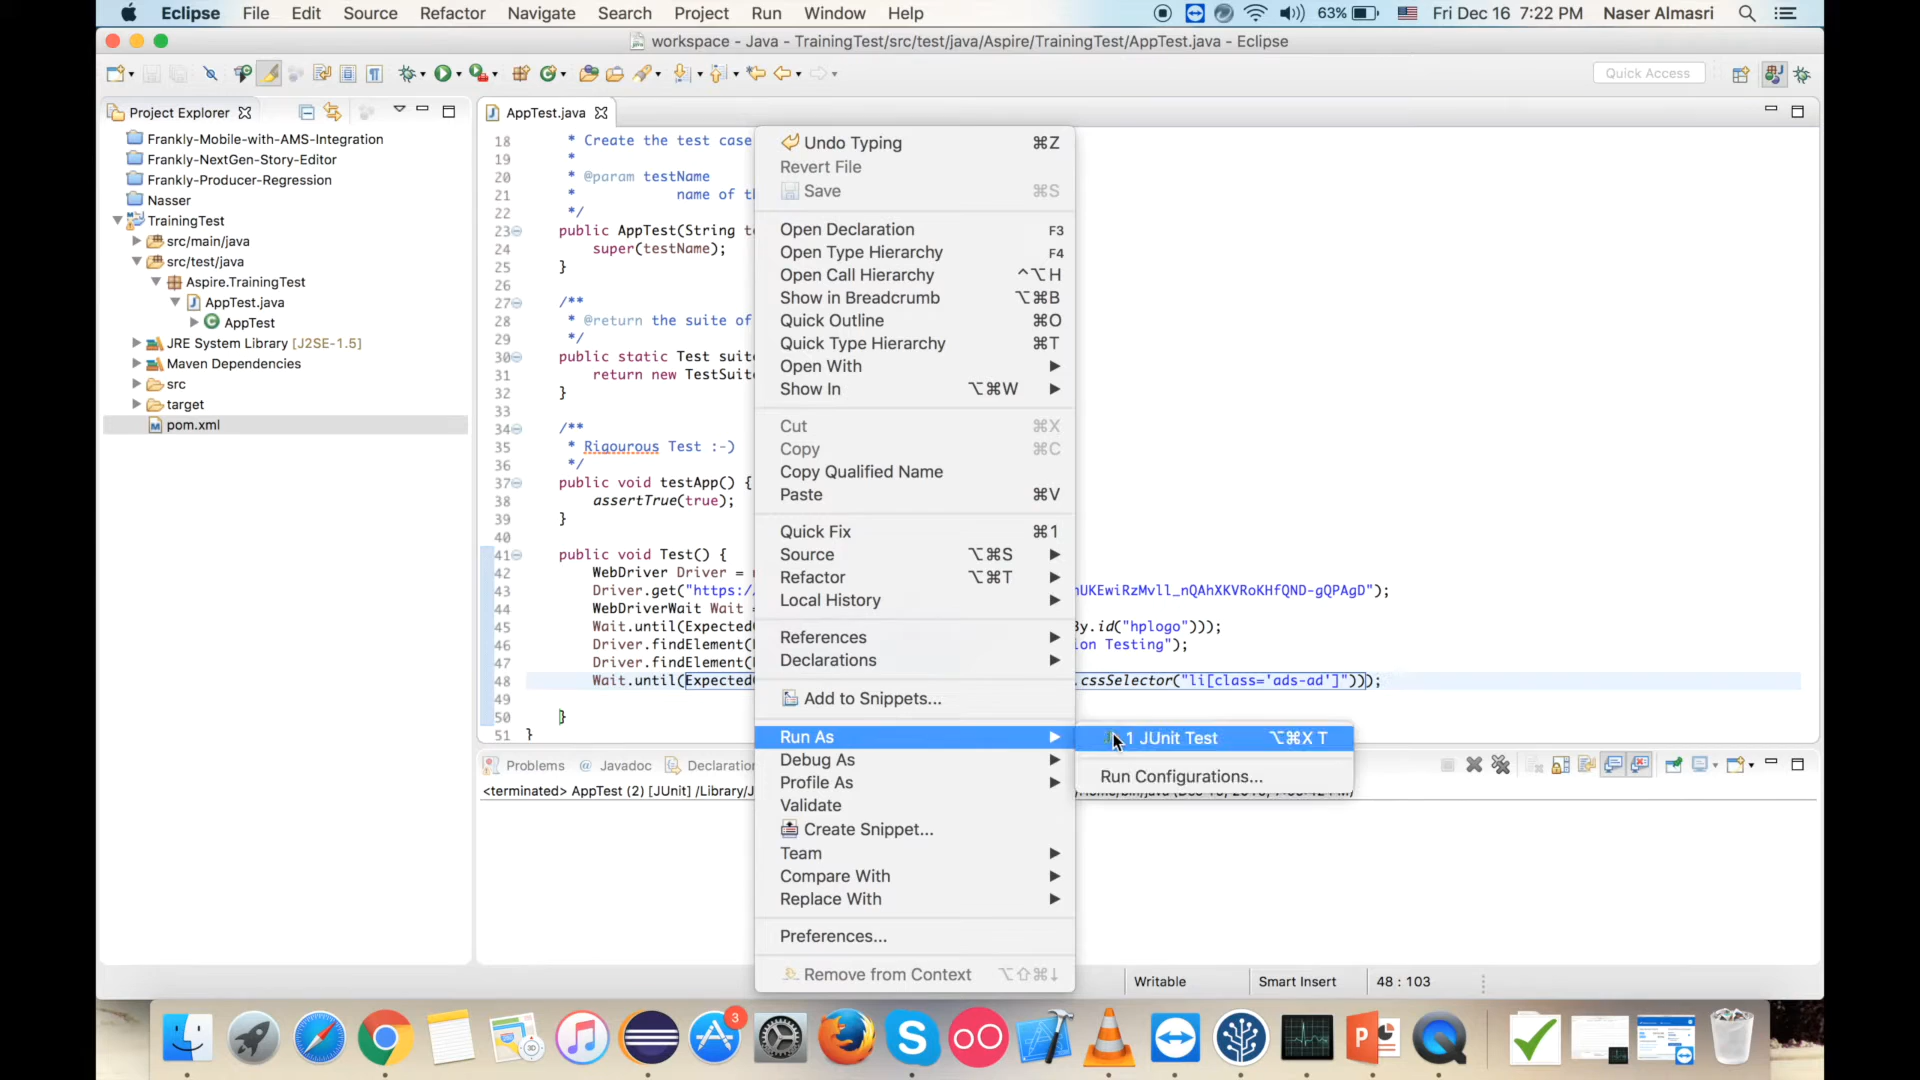 Eclipse File Edit Source Refactor Navigate Search Project Run Window Help 63% Fri Dec 16 7:22 PM Naser Almasri
workspace - Java - TrainingTest/src/test/java/Aspire/TrainingTest/AppTest.java - Eclipse
Quick Access
Project Explorer
Frankly-Mobile-with-AMS-Integration
Frankly-NextGen-Story-Editor
Frankly-Producer-Regression
Nasser
TrainingTest
src/main/java
src/test/java
Aspire.TrainingTest
AppTest.java
AppTest
JRE System Library [J2SE-1.5]
Maven Dependencies
src
target
pom.xml
AppTest.java
18 * Create the test case
19 *
20 * @param testName
21 * name of th
22 */
23 public AppTest(String te
24 super(testName);
25 }
26
27 /**
28 * @return the suite of
29 */
30 public static Test suite
31 return new TestSuite
32 }
33
34 /**
35 * Rigourous Test :-)
36 */
37 public void testApp() {
38 assertTrue(true);
39 }
40
41 public void Test() {
42 WebDriver Driver =
43 Driver.get("https:/ UKEwiRzMvll_nQAhXKVRoKHfQND-gQPAgD");
44 WebDriverWait Wait =
45 Wait.until(Expected y.id("hplogo")));
46 Driver.findElement( on Testing");
47 Driver.findElement(
48 Wait.until(Expected .cssSelector("li[class='ads-ad']")));
49
50 }
51 }
Undo Typing ⌘Z
Revert File
Save ⌘S
Open Declaration F3
Open Type Hierarchy F4
Open Call Hierarchy ^⌥H
Show in Breadcrumb ⌥⌘B
Quick Outline ⌘O
Quick Type Hierarchy ⌘T
Open With
Show In ⌥⌘W
Cut ⌘X
Copy ⌘C
Copy Qualified Name
Paste ⌘V
Quick Fix ⌘1
Source ⌥⌘S
Refactor ⌥⌘T
Local History
References
Declarations
Add to Snippets...
Run As
Debug As
Profile As
Validate
Create Snippet...
Team
Compare With
Replace With
Preferences...
Remove from Context ⌥⇧⌘↓
1 JUnit Test ⌥⌘X T
Run Configurations...
Problems @ Javadoc Declaration
<terminated> AppTest (2) [JUnit] /Library/J
Writable Smart Insert 48 : 103
3